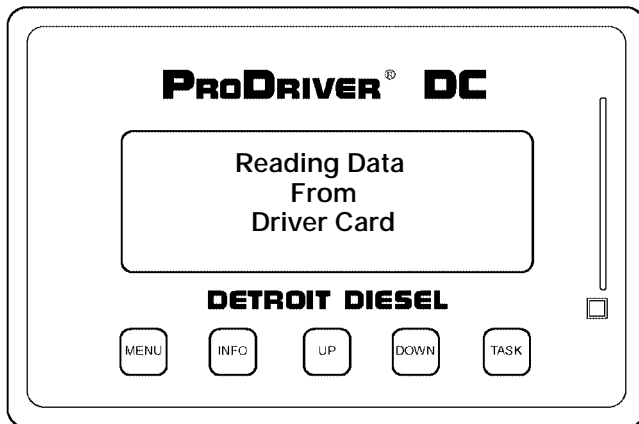 PRODRIVER® DC
Reading Data
From
Driver Card
DETROIT DIESEL
MENU INFO UP DOWN TASK